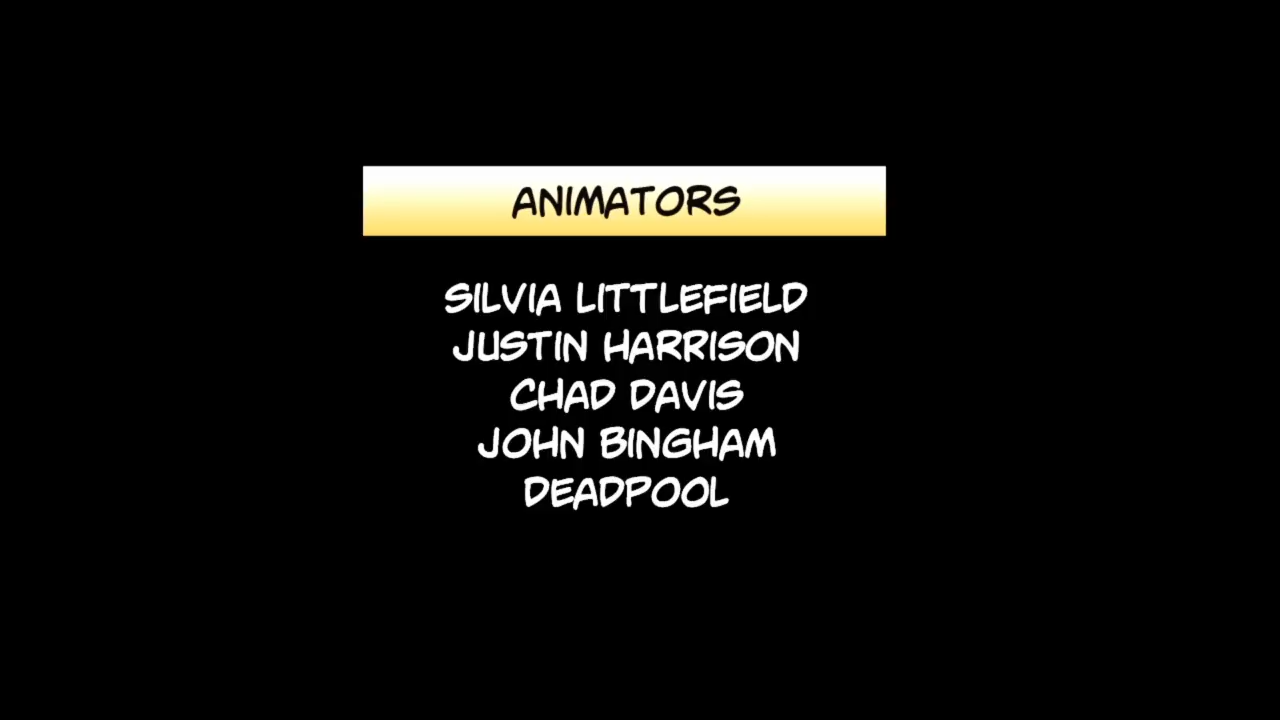 ANIMATORS
SILVIA LITTLEFIELD
JUSTIN HARRISON
CHAD DAVIS
JOHN BINGHAM
DEADPOOL